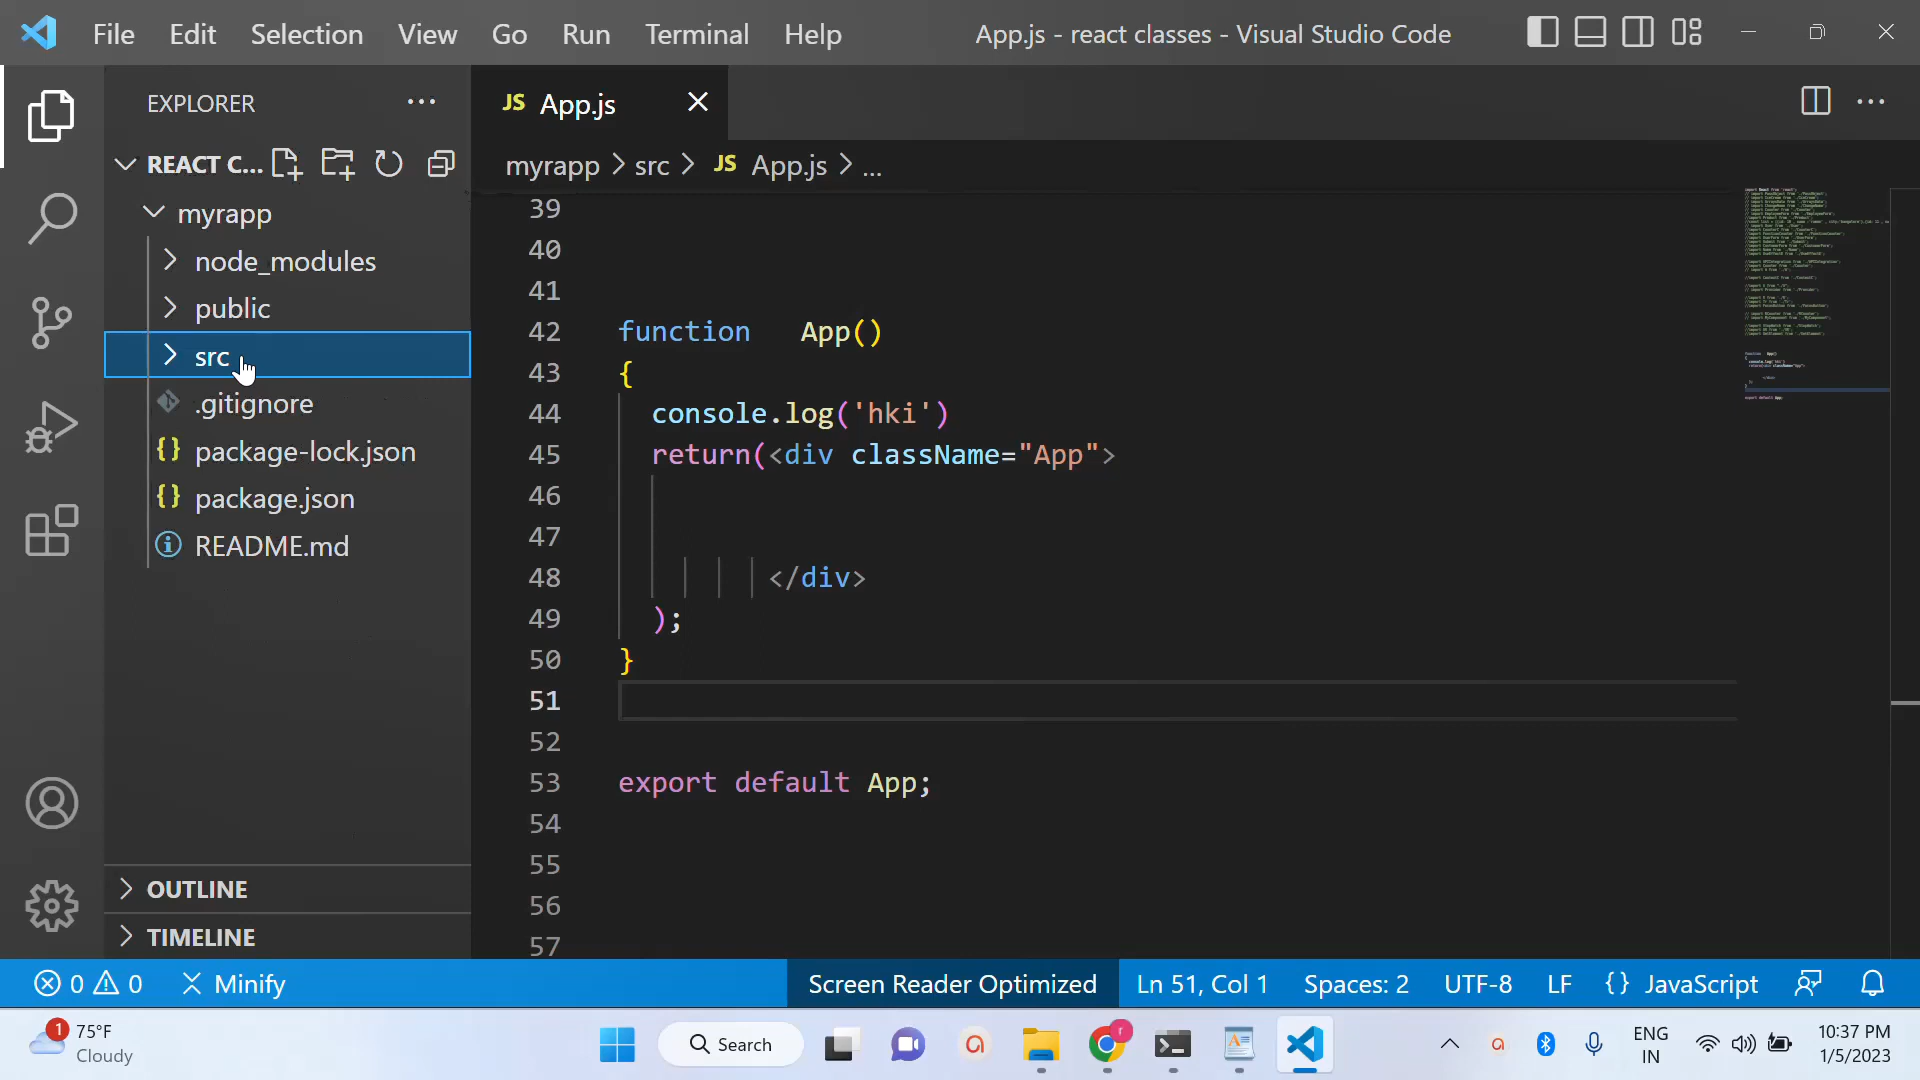 File Edit Selection View Go Run Terminal Help App.js - react classes - Visual Studio Code
EXPLORER
JS App.js
REACT C...
myrapp > src > JS App.js > ...
myrapp
node_modules
public
src
.gitignore
package-lock.json
package.json
README.md
39
40
41
42 function App()
43 {
44 console.log('hki')
45 return(<div className="App">
46
47
48 </div>
49 );
50 }
51
52
53 export default App;
54
55
56
57
OUTLINE
TIMELINE
0 0 Minify Screen Reader Optimized Ln 51, Col 1 Spaces: 2 UTF-8 LF {} JavaScript
1 75°F
Cloudy
Search
r
ENG
IN
10:37 PM
1/5/2023